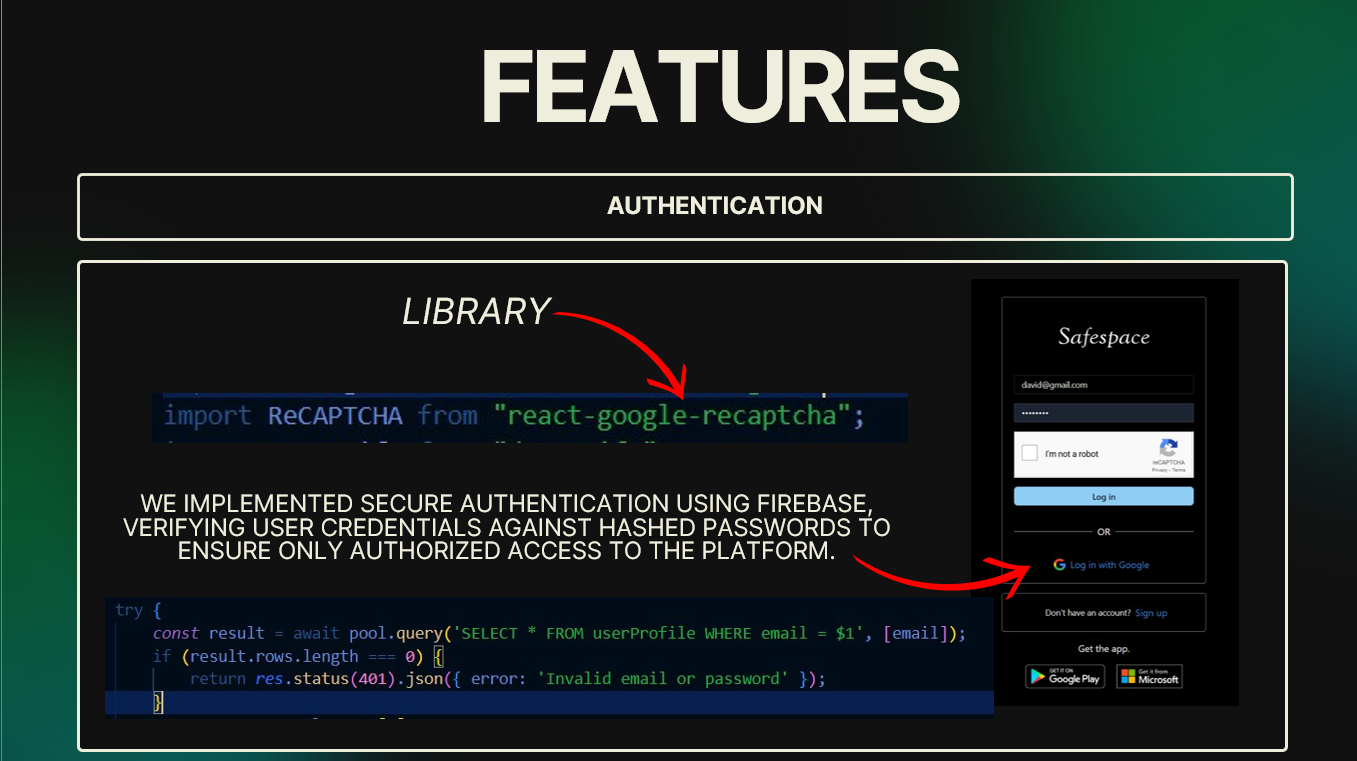 FEATURES
AUTHENTICATION
LIBRARY
import ReCAPTCHA from "react-google-recaptcha";
WE IMPLEMENTED SECURE AUTHENTICATION USING FIREBASE,
VERIFYING USER CREDENTIALS AGAINST HASHED PASSWORDS TO
ENSURE ONLY AUTHORIZED ACCESS TO THE PLATFORM.
try {
const result = await pool.query('SELECT * FROM userProfile WHERE email = $1', [email]);
if (result.rows.length === 0) {
return res.status(401).json({ error: 'Invalid email or password' });
}
Safespace
david@gmail.com
••••••••
I'm not a robot
reCAPTCHA
Privacy - Terms
Log in
OR
Log in with Google
Don't have an account? Sign up
Get the app.
GET IT ON
Google Play
Get it from
Microsoft